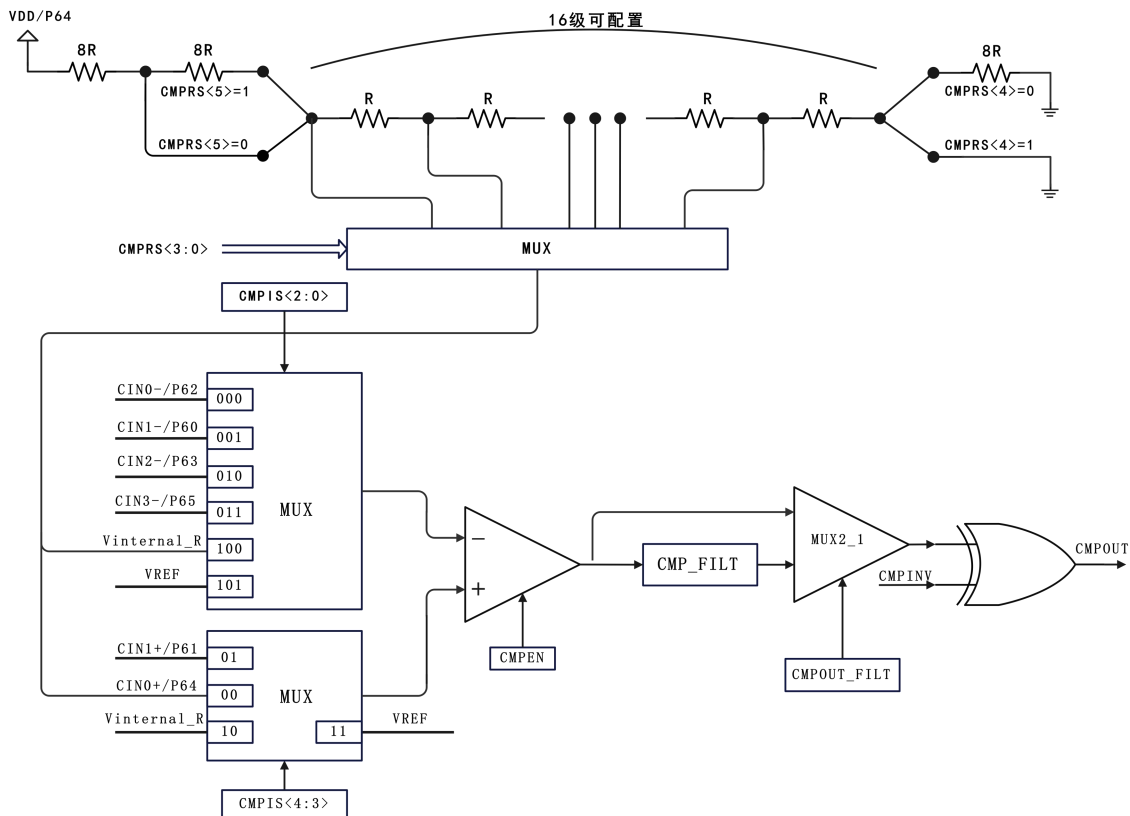 VDD/P64
16级可配置
8R
8R
8R
CMPRS<5>=1
CMPRS<4>=0
R
R
R
R
CMPRS<5>=0
CMPRS<4>=1
CMPRS<3:0>
MUX
CMPIS<2:0>
CIN0-/P62
000
CIN1-/P60
001
CIN2-/P63
010
CIN3-/P65
011
MUX
Vinternal_R
100
VREF
101
−
+
CMP_FILT
MUX2_1
CMPINV
CMPOUT
CMPEN
CMPOUT_FILT
CIN1+/P61
01
CIN0+/P64
00
MUX
Vinternal_R
10
11
VREF
CMPIS<4:3>